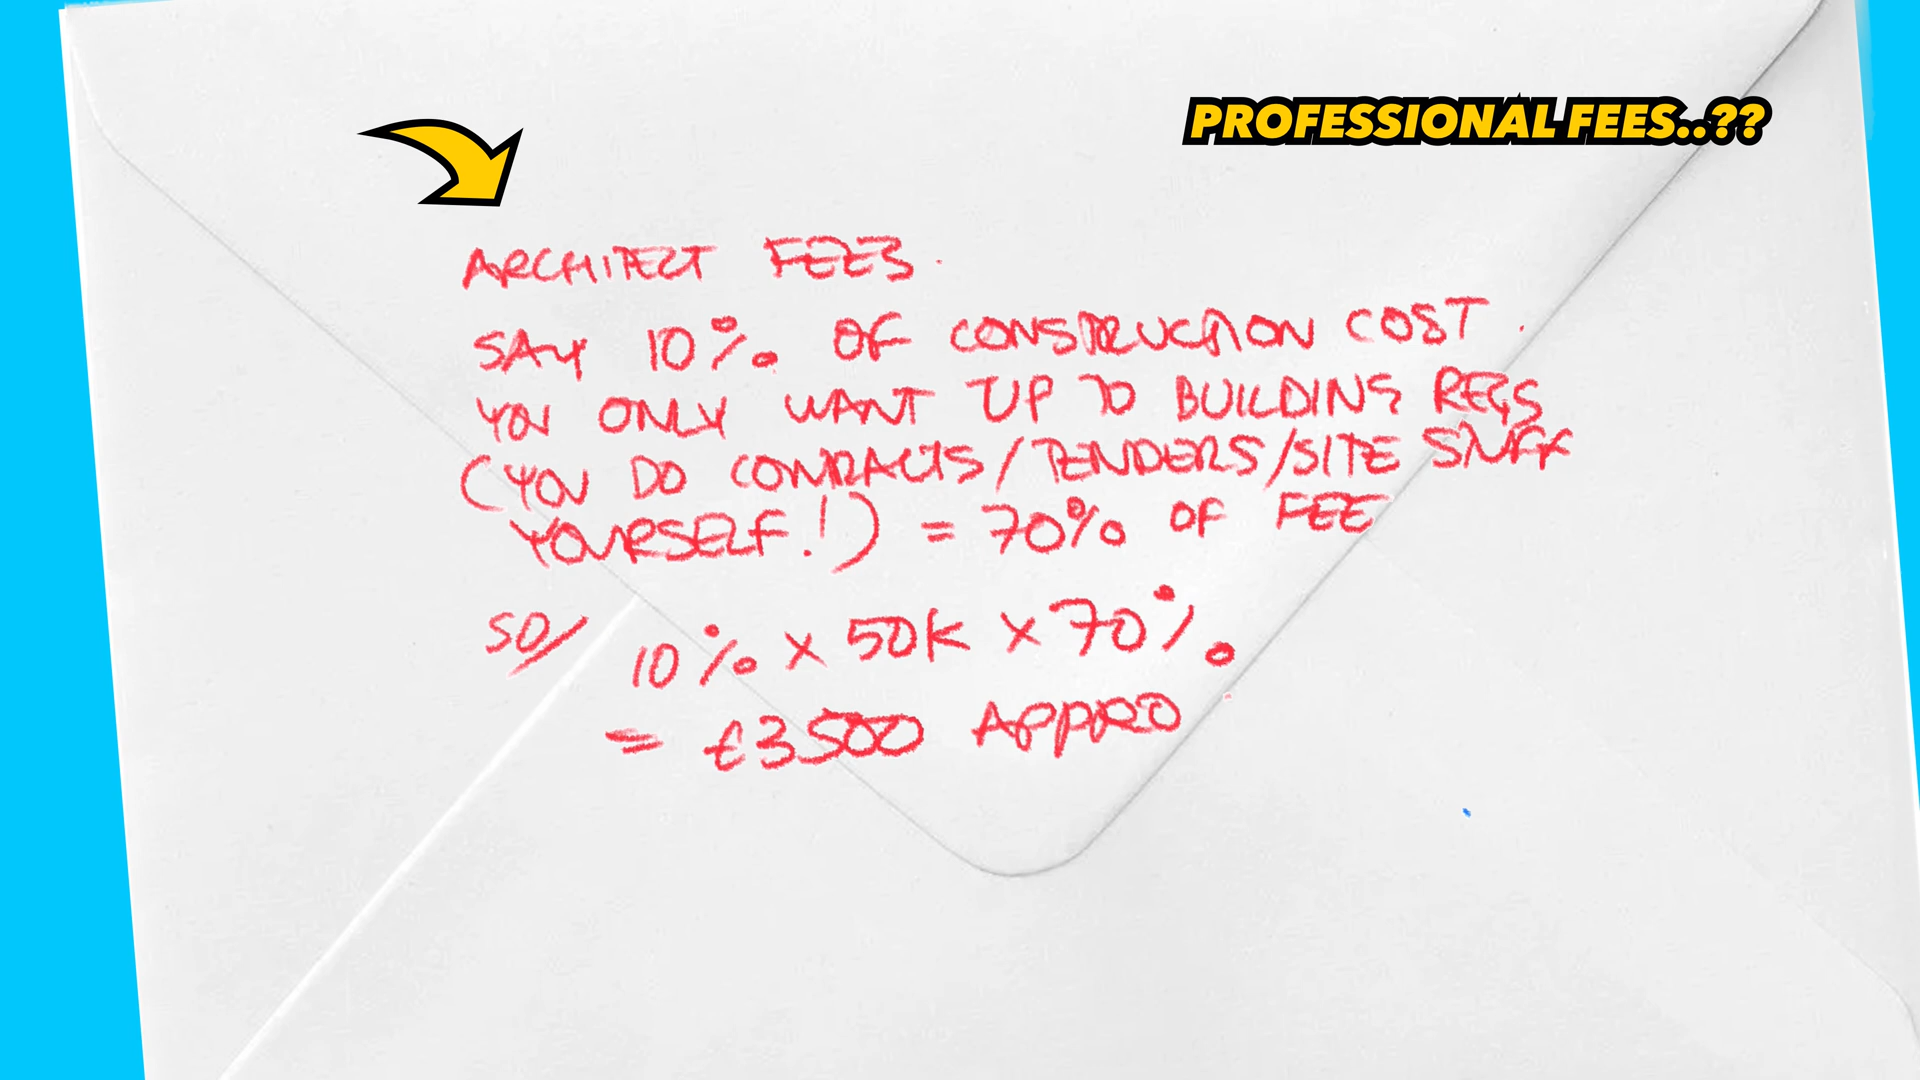 PROFESSIONAL FEES..??
ARCHITECT FEES.
SAY 10% OF CONSTRUCTION COST.
YOU ONLY WANT UP TO BUILDING REGS
(YOU DO CONTRACTS/TENDERS/SITE STUFF
YOURSELF!) = 70% OF FEE
SO/ 10% x 50K x 70%
= £3500 APPRO